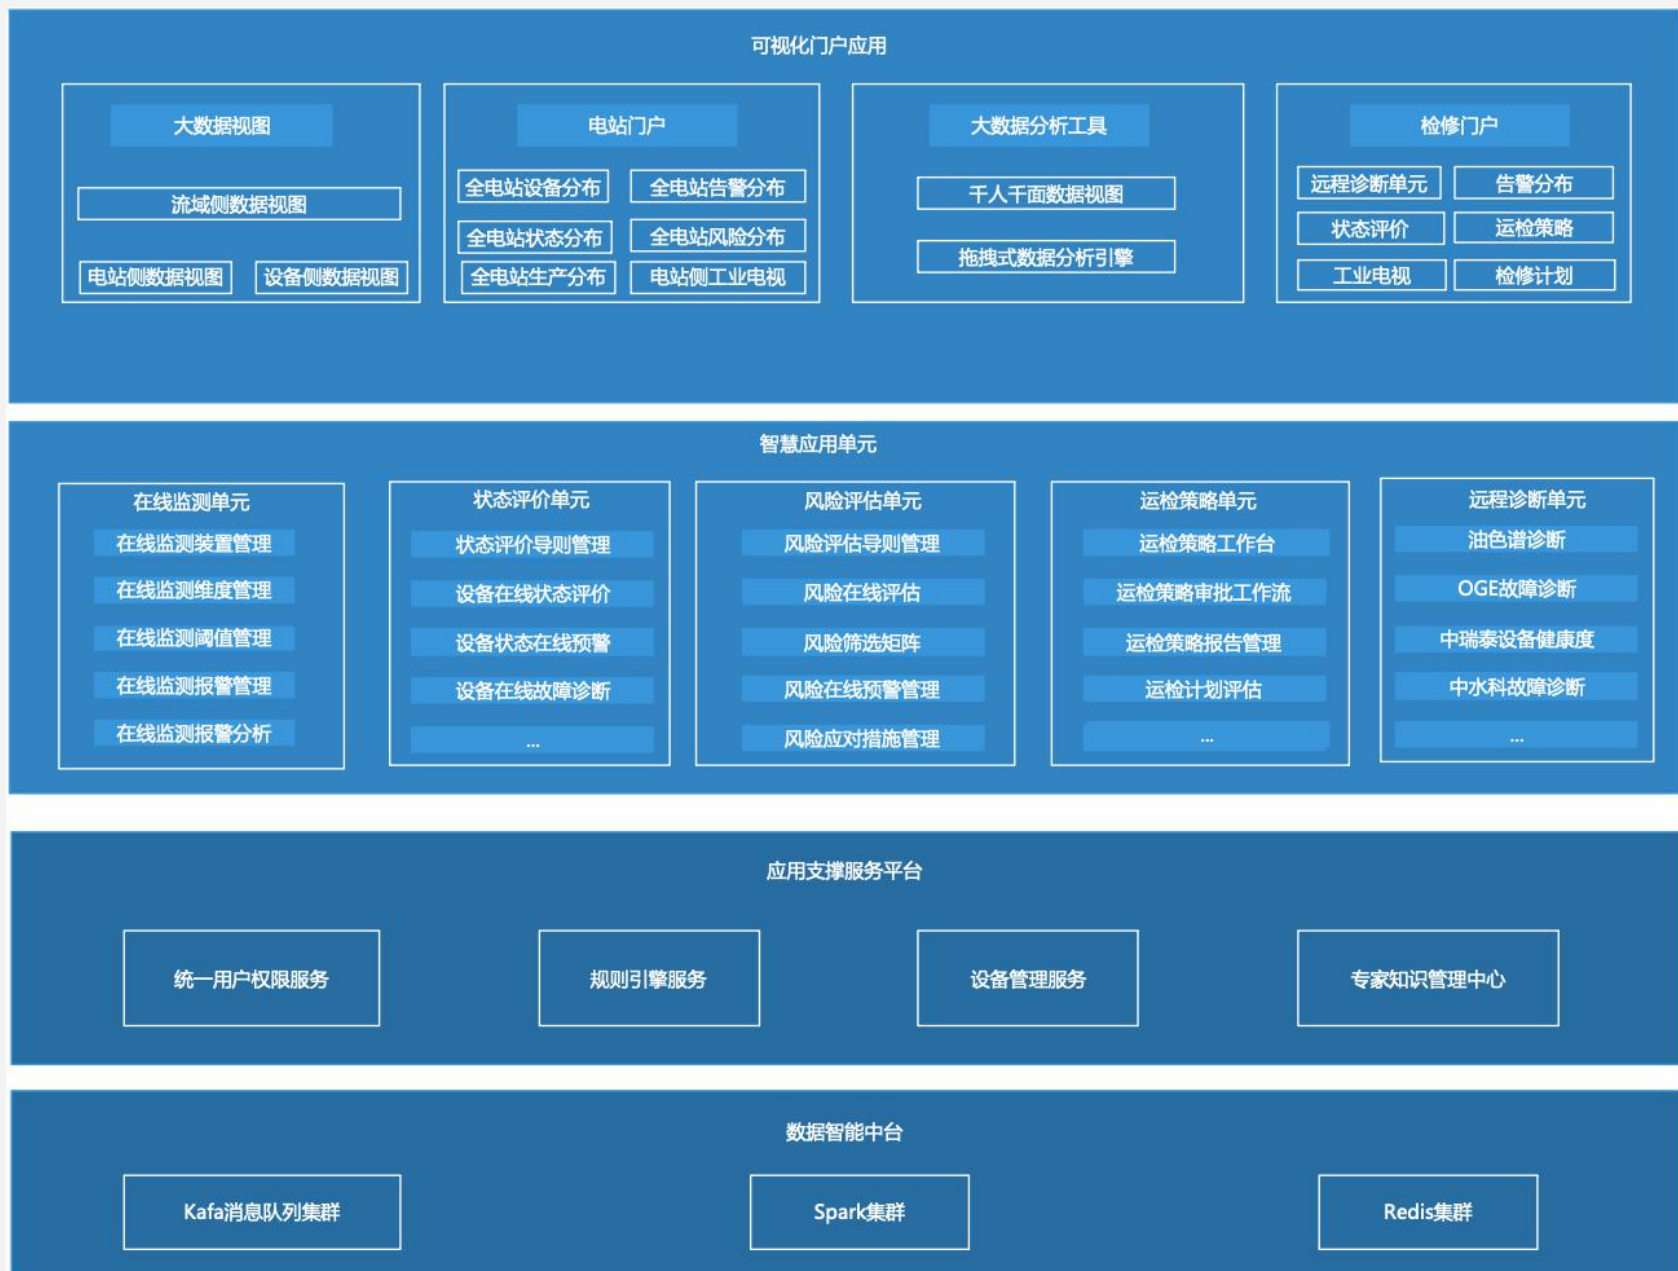 可视化门户应用
大数据视图
流域侧数据视图
电站侧数据视图 设备侧数据视图
电站门户
全电站设备分布 全电站告警分布
全电站状态分布 全电站风险分布
全电站生产分布 电站侧工业电视
大数据分析工具
千人千面数据视图
拖拽式数据分析引擎
检修门户
远程诊断单元 告警分布
状态评价 运检策略
工业电视 检修计划
智慧应用单元
在线监测单元
在线监测装置管理
在线监测维度管理
在线监测阈值管理
在线监测报警管理
在线监测报警分析
状态评价单元
状态评价导则管理
设备在线状态评价
设备状态在线预警
设备在线故障诊断
...
风险评估单元
风险评估导则管理
风险在线评估
风险筛选矩阵
风险在线预警管理
风险应对措施管理
运检策略单元
运检策略工作台
运检策略审批工作流
运检策略报告管理
运检计划评估
...
远程诊断单元
油色谱诊断
OGE故障诊断
中瑞泰设备健康度
中水科故障诊断
...
应用支撑服务平台
统一用户权限服务
规则引擎服务
设备管理服务
专家知识管理中心
数据智能中台
Kafa消息队列集群
Spark集群
Redis集群